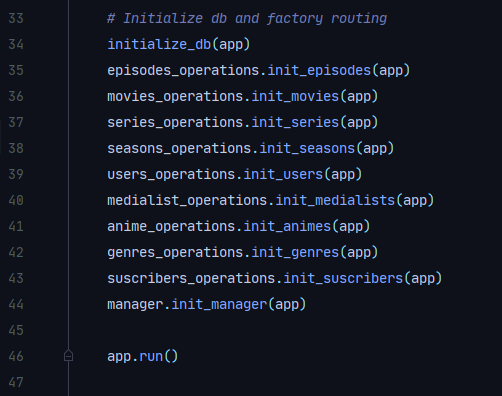 33 # Initialize db and factory routing
34 initialize_db(app)
35 episodes_operations.init_episodes(app)
36 movies_operations.init_movies(app)
37 series_operations.init_series(app)
38 seasons_operations.init_seasons(app)
39 users_operations.init_users(app)
40 medialist_operations.init_medialists(app)
41 anime_operations.init_animes(app)
42 genres_operations.init_genres(app)
43 suscribers_operations.init_suscribers(app)
44 manager.init_manager(app)
45
46 app.run()
47